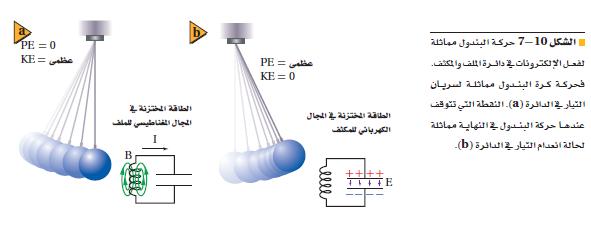 a
PE = 0
KE = عظمى
الطاقة المختزنة في
المجال المغناطيسي للملف
I
B
b
PE = عظمى
KE = 0
الطاقة المختزنة في المجال
الكهربائي للمكثف
++++
E
الشكل 10–7 حركة البندول مماثلة
لفعل الإلكترونات في دائرة الملف والمكثف.
فحركة كرة البندول مماثلة لسريان
التيار في الدائرة (a). النقطة التي تتوقف
عندها حركة البندول في النهاية مماثلة
لحالة انعدام التيار في الدائرة (b).